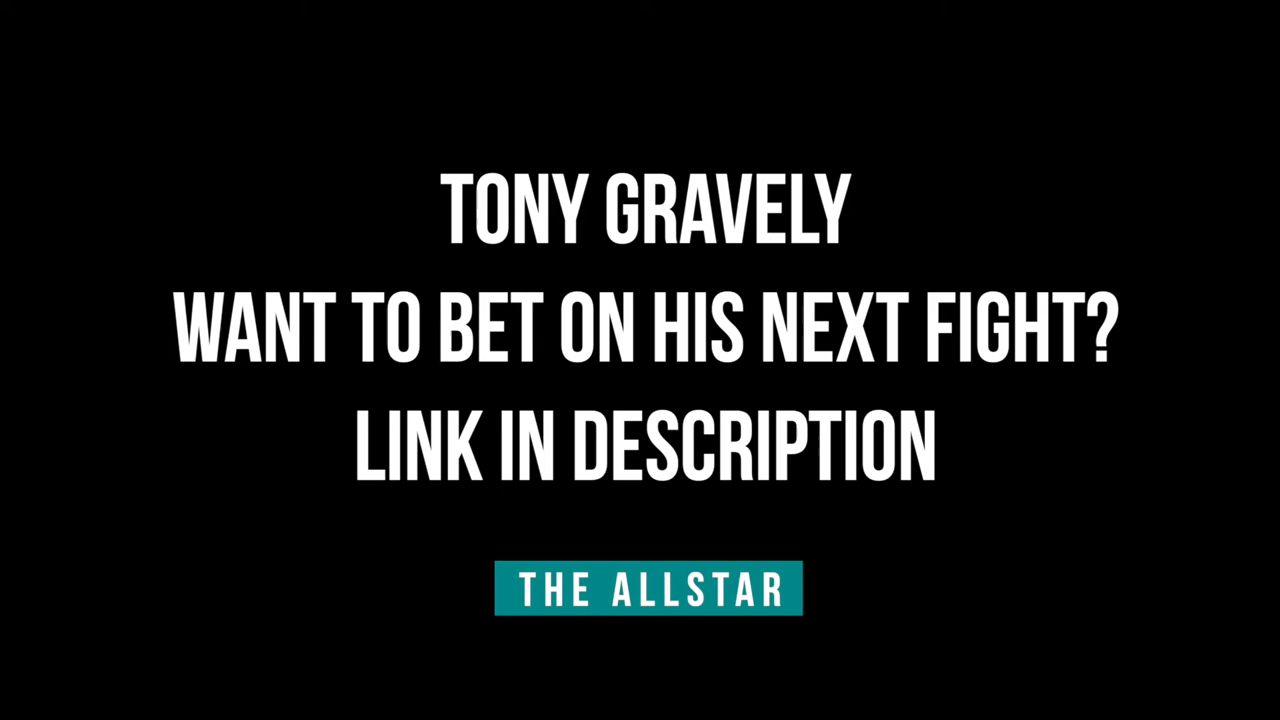 TONY GRAVELY
WANT TO BET ON HIS NEXT FIGHT?
LINK IN DESCRIPTION
THE ALLSTAR